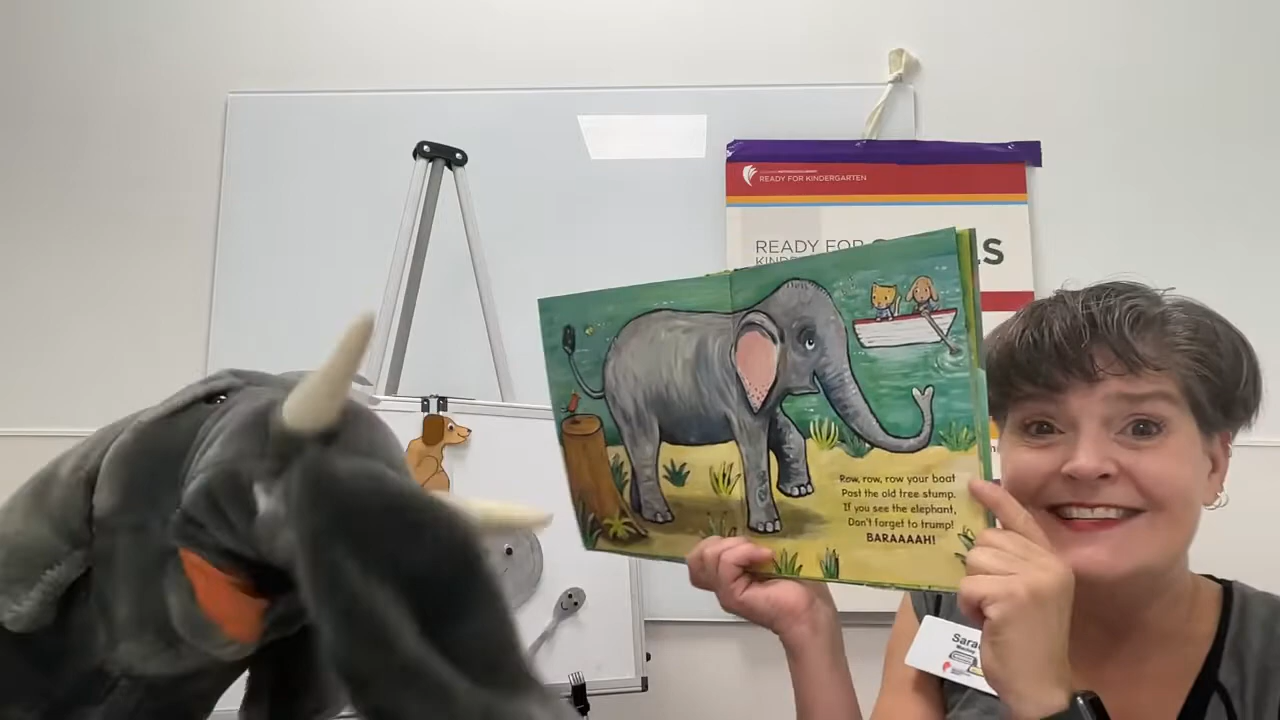 READY FOR KINDERGARTEN
READY FOR
S
Row, row, row your boat
Past the old tree stump.
If you see the elephant,
Don't forget to trump!
BARAAAAH!
Sara